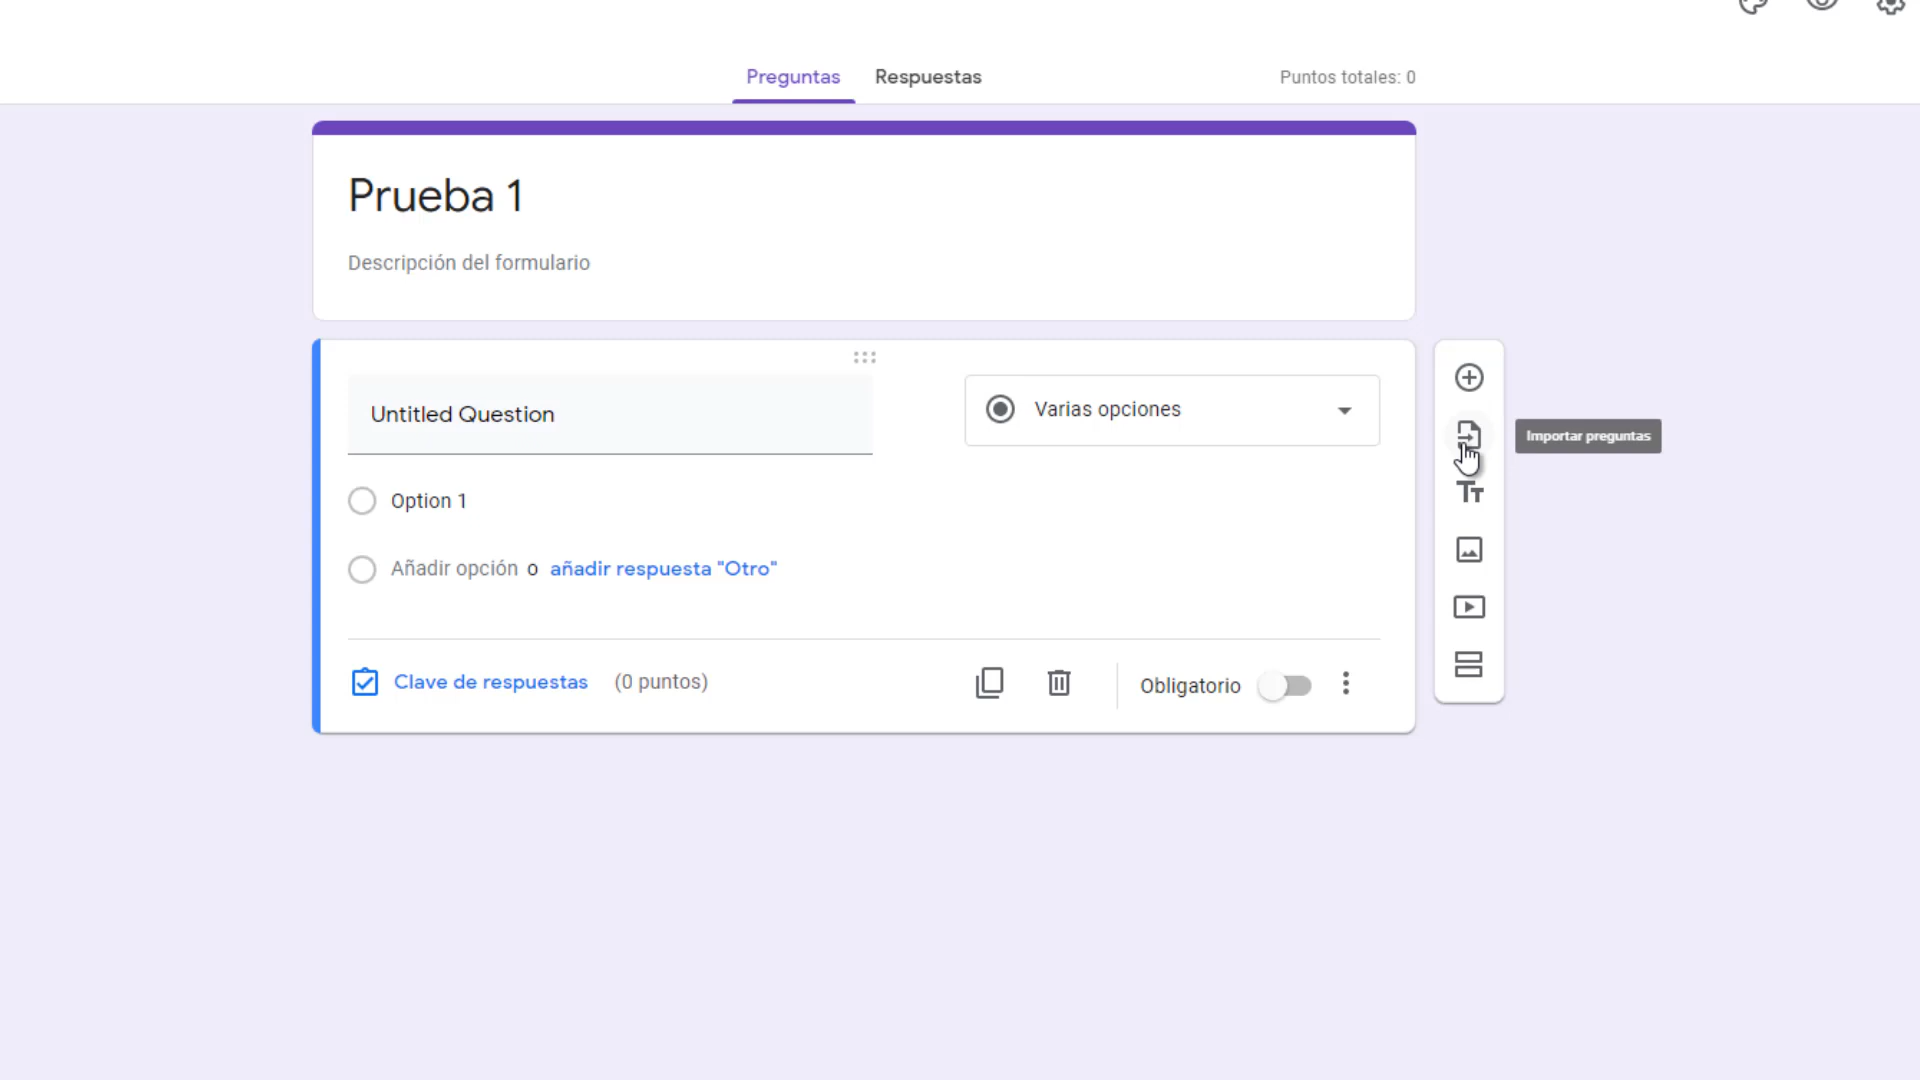 Preguntas
Respuestas
Puntos totales: 0
Prueba 1
Descripción del formulario
Untitled Question
Varias opciones
Importar preguntas
Option 1
Añadir opción o añadir respuesta "Otro"
Clave de respuestas (0 puntos)
Obligatorio